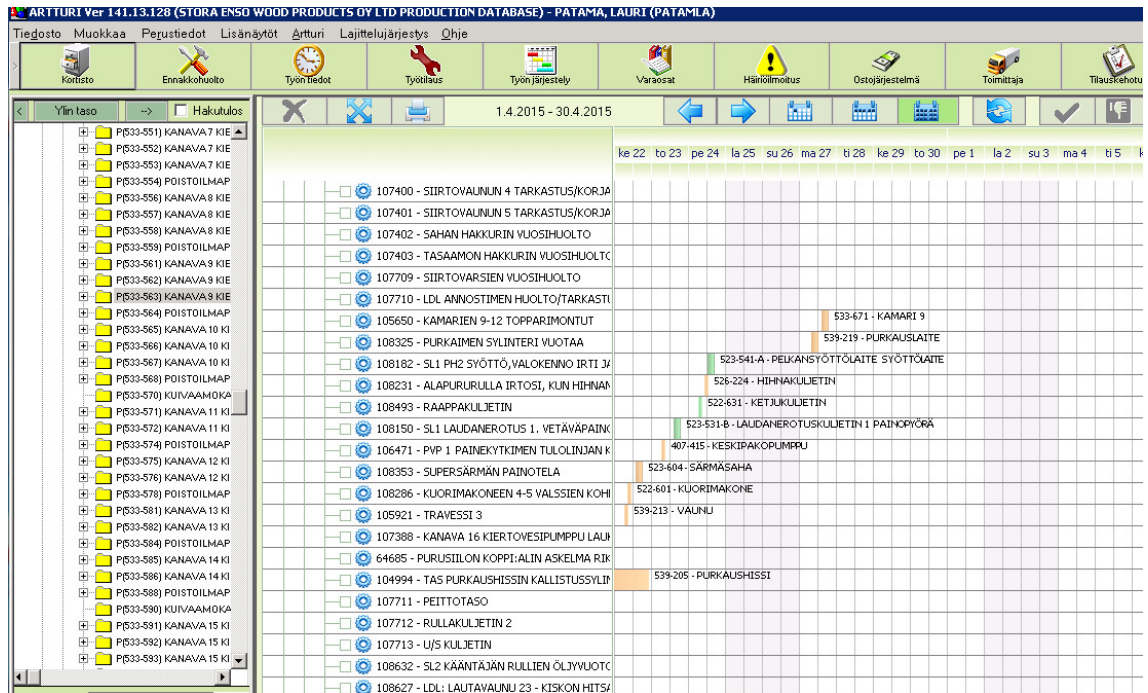 ARTTURI Ver 141.13.128 (STORA ENSO WOOD PRODUCTS OY LTD PRODUCTION DATABASE) - PATAMA, LAURI (PATAMLA)
Tiedosto Muokkaa Perustiedot Lisänäytöt Artturi Lajittelujärjestys Ohje
Kortisto Ennakkohuolto Työn tiedot Työtilaus Työn järjestely Varaosat Häiriöilmoitus Ostojärjestelmä Toimittaja Tilauskehotu
< Ylin taso --> Hakutulos 1.4.2015 - 30.4.2015
ke 22 to 23 pe 24 la 25 su 26 ma 27 ti 28 ke 29 to 30 pe 1 la 2 su 3 ma 4 ti 5
P(533-551) KANAVA 7 KIE
P(533-552) KANAVA 7 KIE
P(533-553) KANAVA 7 KIE
P(533-554) POISTOILMAP
P(533-556) KANAVA 8 KIE
P(533-557) KANAVA 8 KIE
P(533-558) KANAVA 8 KIE
P(533-559) POISTOILMAP
P(533-561) KANAVA 9 KIE
P(533-562) KANAVA 9 KIE
P(533-563) KANAVA 9 KIE
P(533-564) POISTOILMAP
P(533-565) KANAVA 10 KI
P(533-566) KANAVA 10 KI
P(533-567) KANAVA 10 KI
P(533-568) POISTOILMAP
P(533-570) KUIVAAMOKA
P(533-571) KANAVA 11 KI
P(533-572) KANAVA 11 KI
P(533-574) POISTOILMAP
P(533-575) KANAVA 12 KI
P(533-576) KANAVA 12 KI
P(533-578) POISTOILMAP
P(533-581) KANAVA 13 KI
P(533-582) KANAVA 13 KI
P(533-584) POISTOILMAP
P(533-585) KANAVA 14 KI
P(533-586) KANAVA 14 KI
P(533-588) POISTOILMAP
P(533-590) KUIVAAMOKA
P(533-591) KANAVA 15 KI
P(533-592) KANAVA 15 KI
P(533-593) KANAVA 15 KI
107400 - SIIRTOVAUNUN 4 TARKASTUS/KORJA
107401 - SIIRTOVAUNUN 5 TARKASTUS/KORJA
107402 - SAHAN HAKKURIN VUOSIHUOLTO
107403 - TASAAMON HAKKURIN VUOSIHUOLTO
107709 - SIIRTOVARSIEN VUOSIHUOLTO
107710 - LDL ANNOSTIMEN HUOLTO/TARKASTU
105650 - KAMARIEN 9-12 TOPPARIMONTUT 533-671 - KAMARI 9
108325 - PURKAIMEN SYLINTERI VUOTAA 539-219 - PURKAUSLAITE
108182 - SL1 PH2 SYÖTTÖ,VALOKENNO IRTI JA 523-541-A - PELKANSYÖTTÖLAITE SYÖTTÖLAITE
108231 - ALAPURURULLA IRTOSI, KUN HIHNAN 526-224 - HIHNAKULJETIN
108493 - RAAPPAKULJETIN 522-631 - KETJUKULJETIN
108150 - SL1 LAUDANEROTUS 1. VETÄVÄPAINO 523-531-B - LAUDANEROTUSKULJETIN 1 PAINOPYÖRÄ
106471 - PVP 1 PAINEKYTKIMEN TULOLINJAN K 407-415 - KESKIPAKOPUMPPU
108353 - SUPERSÄRMÄN PAINOTELA 523-604 - SÄRMÄSAHA
108286 - KUORIMAKONEEN 4-5 VALSSIEN KOHI 522-601 - KUORIMAKONE
105921 - TRAVESSI 3 539-213 - VAUNU
107388 - KANAVA 16 KIERTOVESIPUMPPU LAUH
64685 - PURUSIILON KOPPI:ALIN ASKELMA RIK
104994 - TAS PURKAUSHISSIN KALLISTUSSYLIN 539-205 - PURKAUSHISSI
107711 - PEITTOTASO
107712 - RULLAKULJETIN 2
107713 - U/S KULJETIN
108632 - SL2 KÄÄNTÄJÄN RULLIEN ÖLJYVUOTO
108627 - LDL: LAUTAVAUNU 23 - KISKON HITSA